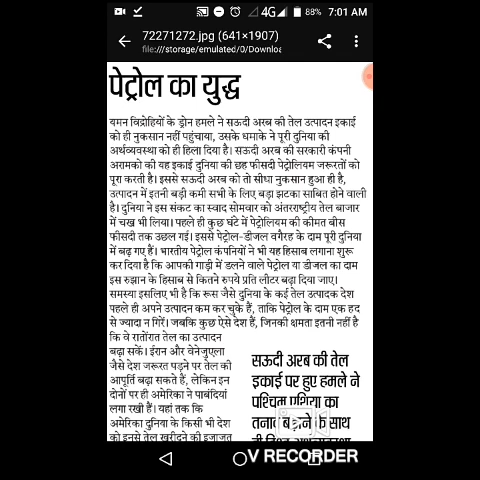 4G 88% 7:01 AM
72271272.jpg (641×1907)
file:///storage/emulated/0/Downloa
पेट्रोल का युद्ध
यमन विद्रोहियों के ड्रोन हमले ने सऊदी अरब की तेल उत्पादन इकाई
को ही नुकसान नहीं पहुंचाया, उसके धमाके ने पूरी दुनिया की
अर्थव्यवस्था को ही हिला दिया है। सऊदी अरब की सरकारी कंपनी
अरामको की यह इकाई दुनिया की छह फीसदी पेट्रोलियम जरूरतों को
पूरा करती है। इससे सऊदी अरब को तो सीधा नुकसान हुआ ही है,
उत्पादन में इतनी बड़ी कमी सभी के लिए बड़ा झटका साबित होने वाली
है। दुनिया ने इस संकट का स्वाद सोमवार को अंतरराष्ट्रीय तेल बाजार
में चख भी लिया। पहले ही कुछ घंटे में पेट्रोलियम की कीमत बीस
फीसदी तक उछल गई। इससे पेट्रोल-डीजल वगैरह के दाम पूरी दुनिया
में बढ़ गए हैं। भारतीय पेट्रोल कंपनियों ने भी यह हिसाब लगाना शुरू
कर दिया है कि आपकी गाड़ी में डलने वाले पेट्रोल या डीजल का दाम
इस रुझान के हिसाब से कितने रुपये प्रति लीटर बढ़ा दिया जाए।
समस्या इसलिए भी है कि रूस जैसे दुनिया के कई तेल उत्पादक देश
पहले ही अपने उत्पादन कम कर चुके हैं, ताकि पेट्रोल के दाम एक हद
से ज्यादा न गिरें। जबकि कुछ ऐसे देश हैं, जिनकी क्षमता इतनी नहीं है
कि वे रातोंरात तेल का उत्पादन
बढ़ा सकें। ईरान और वेनेजुएला
जैसे देश जरूरत पड़ने पर तेल की
आपूर्ति बढ़ा सकते हैं, लेकिन इन
दोनों पर ही अमेरिका ने पाबंदियां
लगा रखी हैं। यहां तक कि
अमेरिका दुनिया के किसी भी देश
को इनसे तेल खरीदने की इजाजत
सऊदी अरब की तेल
इकाई पर हुए हमले ने
पश्चिम एशिया का
तनाव बढ़ाने के साथ
V RECORDER